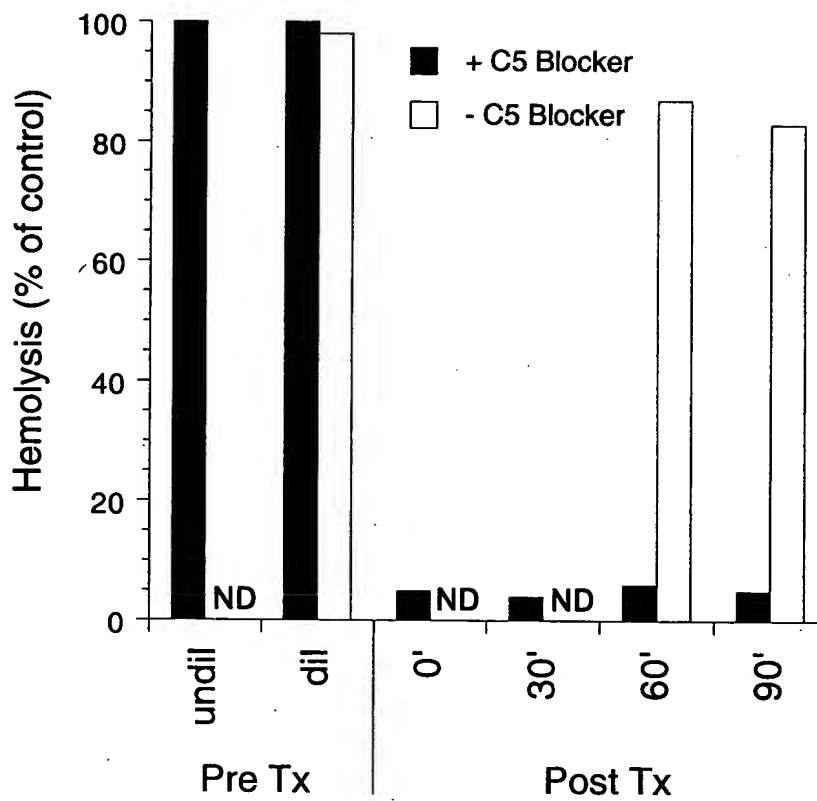 Hemolysis (% of control)
100
80
60
40
20
0
+ C5 Blocker
- C5 Blocker
ND
ND
ND
undil
dil
0'
30'
60'
90'
Pre Tx
Post Tx